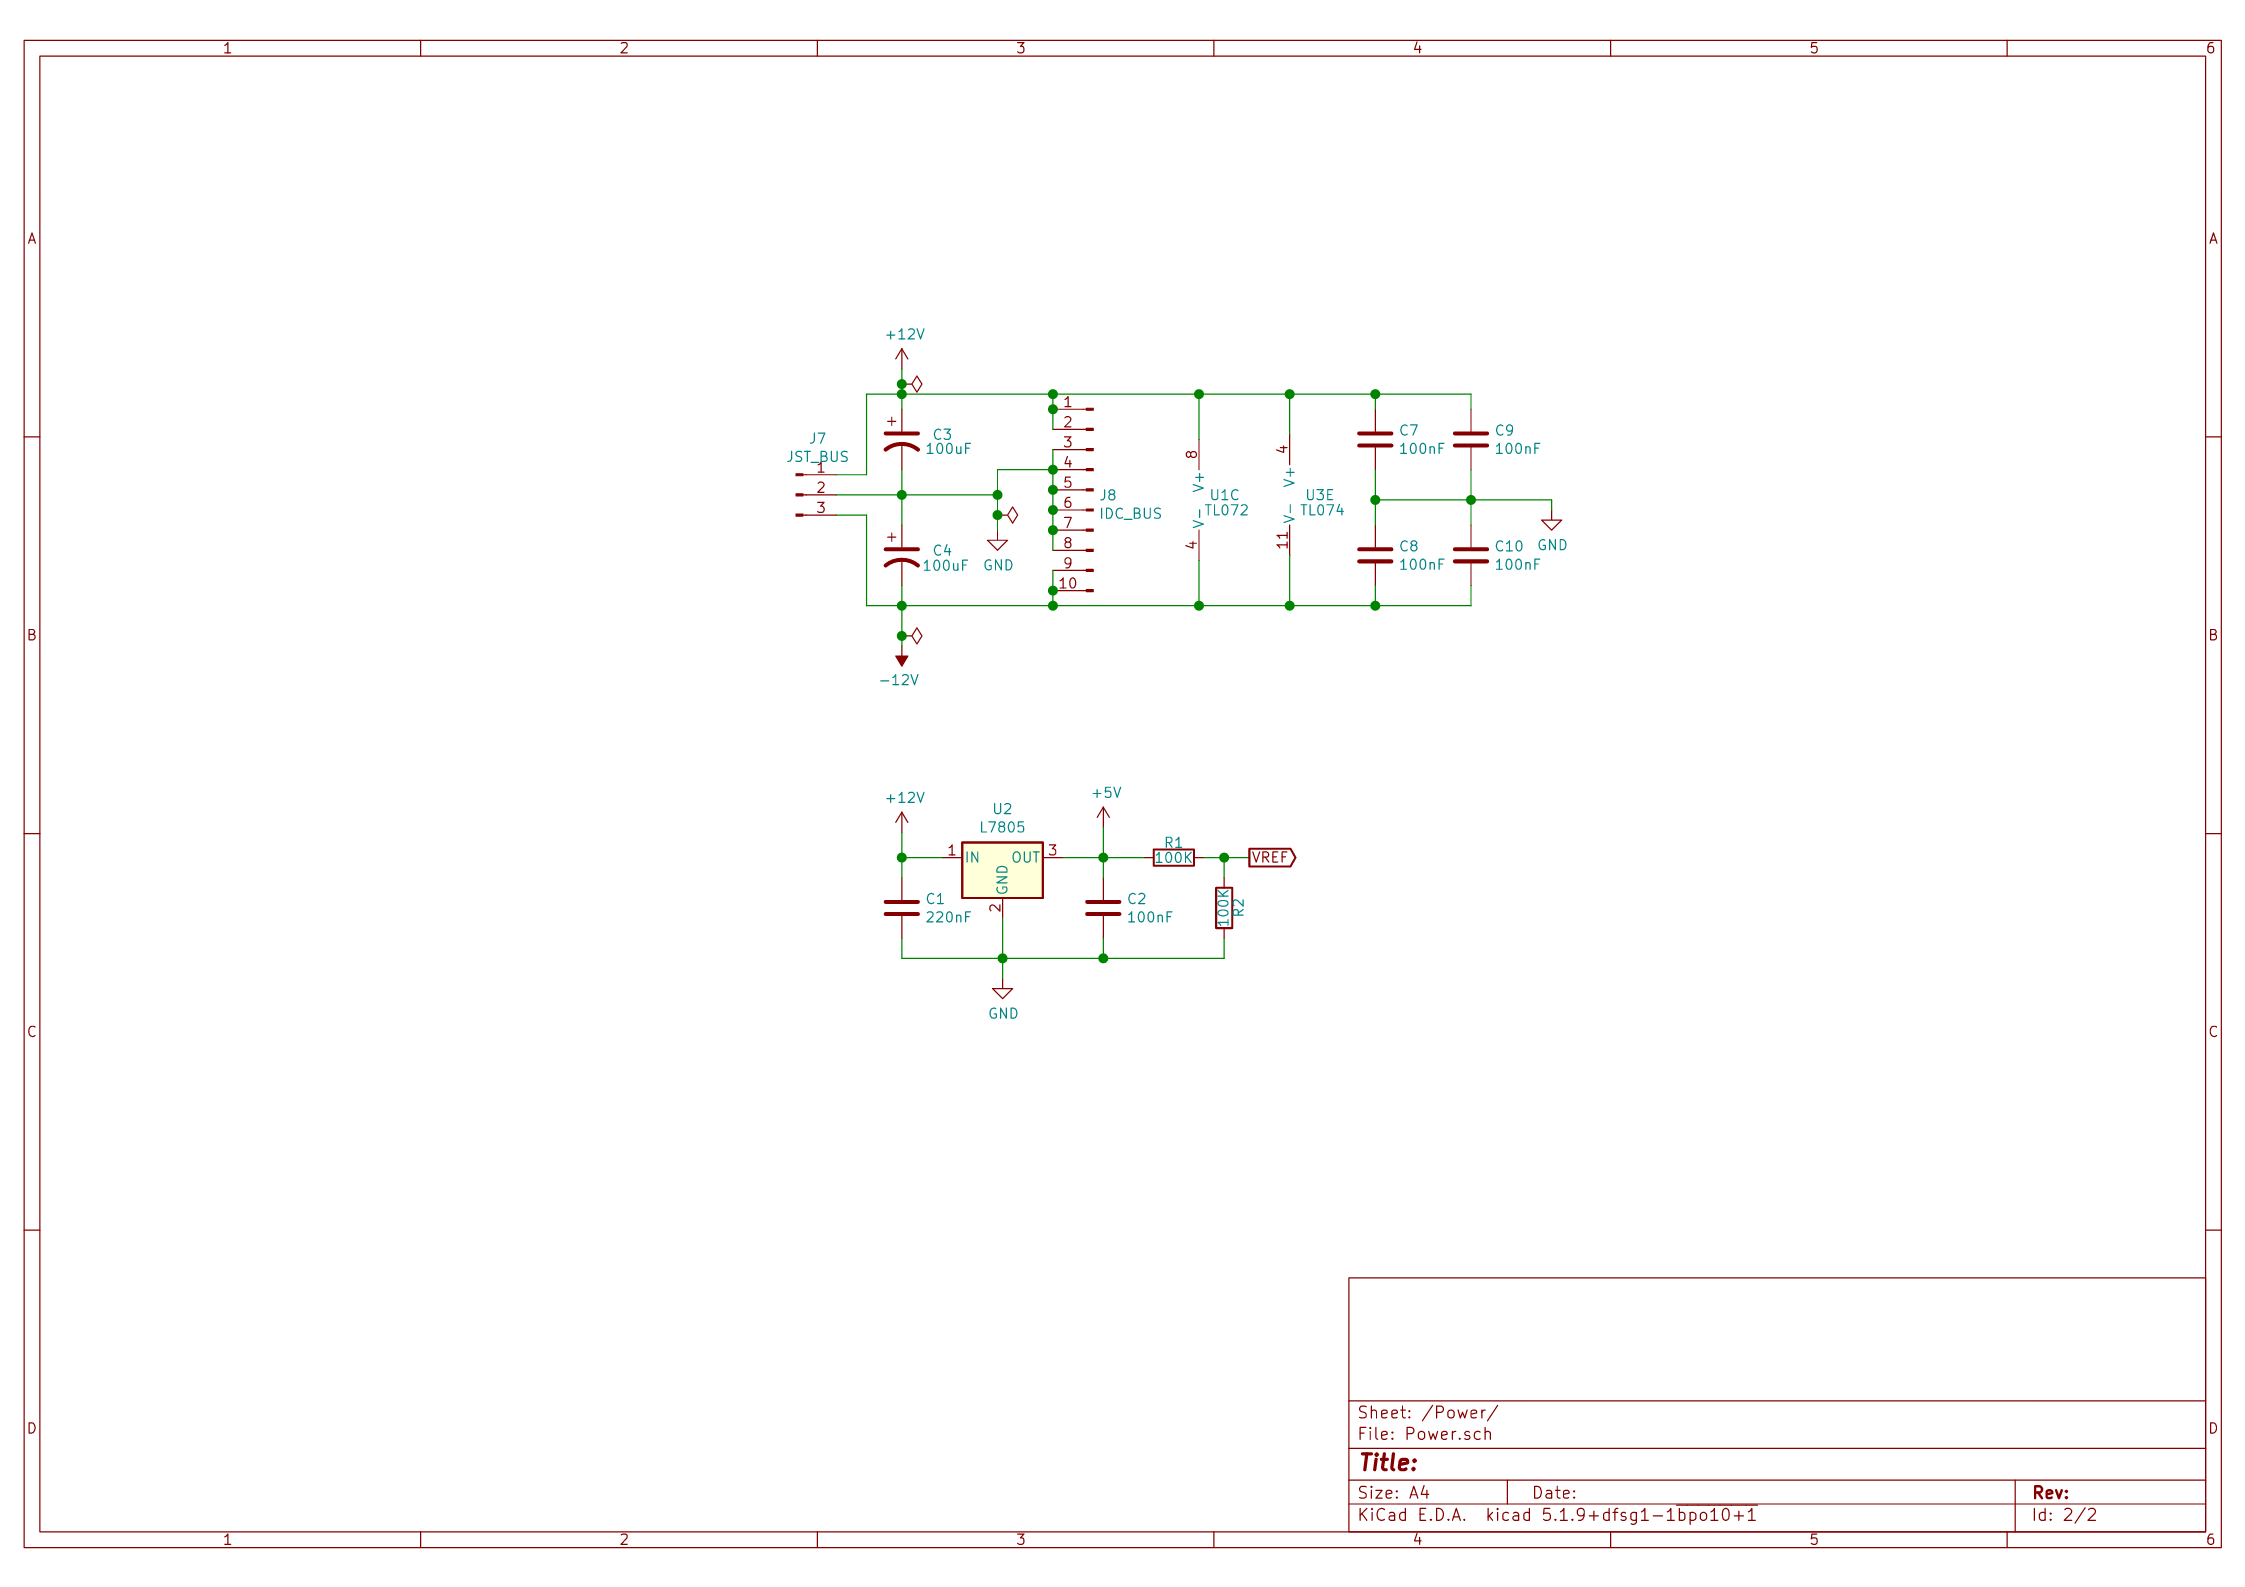 1 2 3 4 5 6
A A
+12V
J7
JST_BUS
1
2
3
+
C3
100uF
+
C4
100uF
GND
-12V
1
2
3
4
5
6
7
8
9
10
J8
IDC_BUS
8
V+
V-
4
U1C
TL072
4
V+
V-
11
U3E
TL074
C7
100nF
C9
100nF
C8
100nF
C10
100nF
GND
B B
+12V
U2
L7805
+5V
1
IN
OUT
3
GND
2
C1
220nF
C2
100nF
R1
100K
VREF
100K
R2
GND
C C
D D
Sheet: /Power/
File: Power.sch
Title:
Size: A4
Date:
Rev:
KiCad E.D.A. kicad 5.1.9+dfsg1-1bpo10+1
Id: 2/2
1 2 3 4 5 6